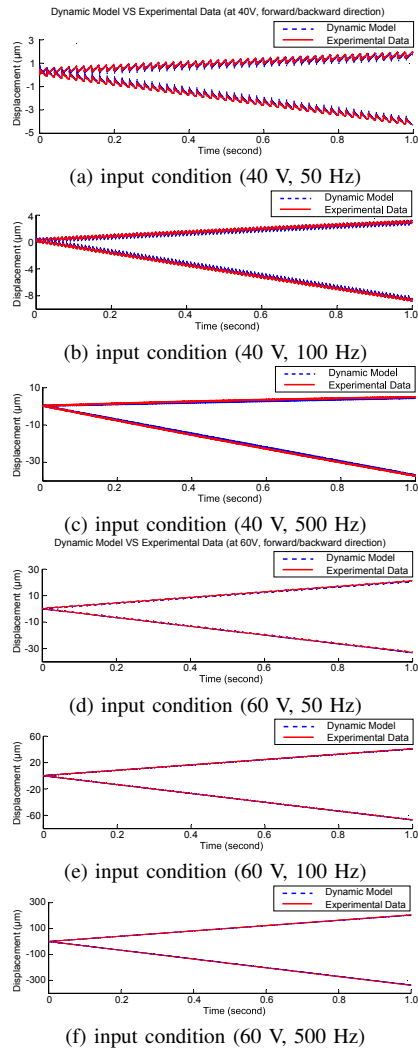 Dynamic Model VS Experimental Data (at 40V, forward/backward direction)
Dynamic Model
Experimental Data
Displacement (µm)
3
1
-1
-3
-5
0 0.2 0.4 0.6 0.8 1.0
Time (second)
(a) input condition (40 V, 50 Hz)
Dynamic Model
Experimental Data
Displacement (µm)
4
0
-4
-8
0 0.2 0.4 0.6 0.8 1.0
Time (second)
(b) input condition (40 V, 100 Hz)
Dynamic Model
Experimental Data
Displacement (µm)
10
-10
-30
0 0.2 0.4 0.6 0.8 1.0
Time (second)
(c) input condition (40 V, 500 Hz)
Dynamic Model VS Experimental Data (at 60V, forward/backward direction)
Dynamic Model
Experimental Data
Displacement (µm)
30
0
-30
0 0.2 0.4 0.6 0.8 1.0
Time (second)
(d) input condition (60 V, 50 Hz)
Dynamic Model
Experimental Data
Displacement (µm)
60
20
-20
-60
0 0.2 0.4 0.6 0.8 1.0
Time (second)
(e) input condition (60 V, 100 Hz)
Dynamic Model
Experimental Data
Displacement (µm)
300
100
-100
-300
0 0.2 0.4 0.6 0.8 1.0
Time (second)
(f) input condition (60 V, 500 Hz)